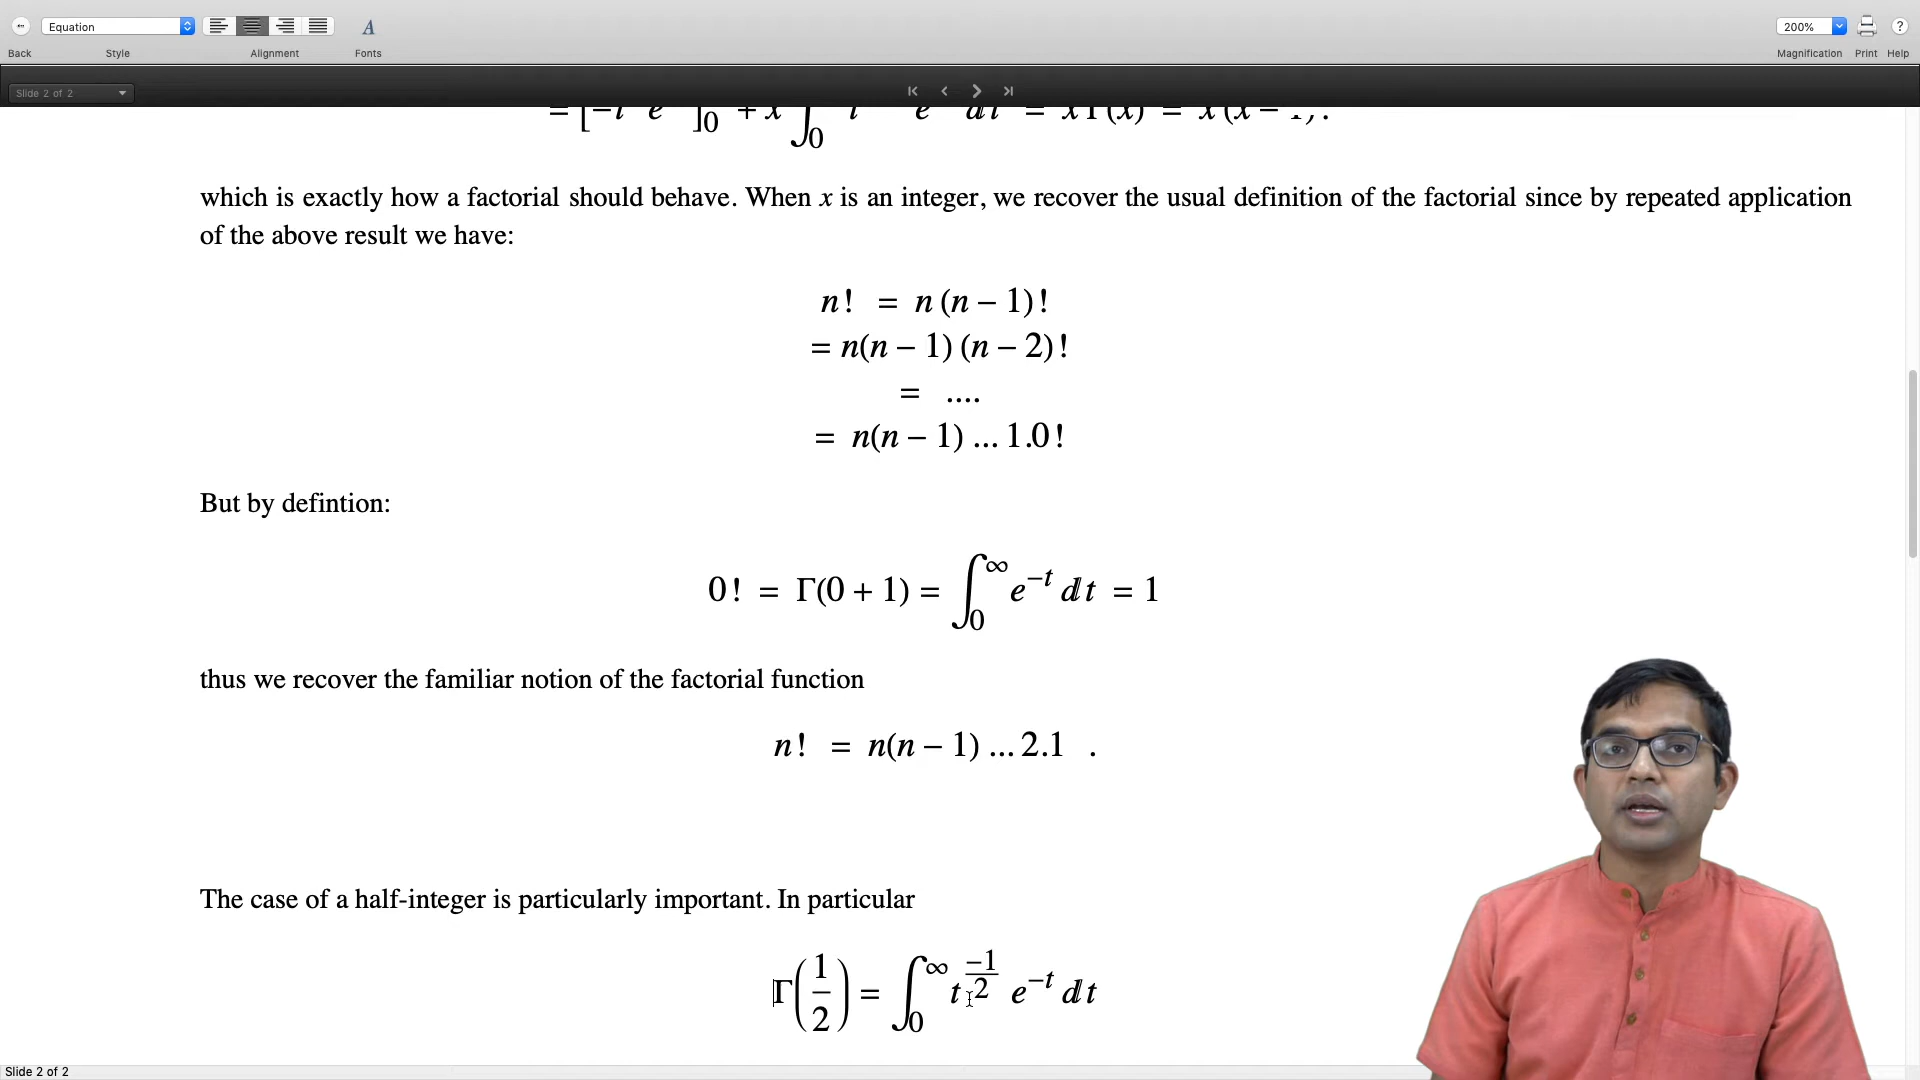 Equation
200%
Back
Style
Alignment
Fonts
Magnification
Print
Help
Slide 2 of 2
which is exactly how a factorial should behave. When x is an integer, we recover the usual definition of the factorial since by repeated application
of the above result we have:
n! = n (n − 1)!
= n(n − 1) (n − 2)!
= ....
= n(n − 1) ... 1.0!
But by defintion:
0! = Γ(0 + 1) = ∫₀^∞ e^−t ⅆt = 1
thus we recover the familiar notion of the factorial function
n! = n(n − 1) ... 2.1 .
The case of a half-integer is particularly important. In particular
Γ(1/2) = ∫₀^∞ t^(−1/2) e^−t ⅆt
Slide 2 of 2